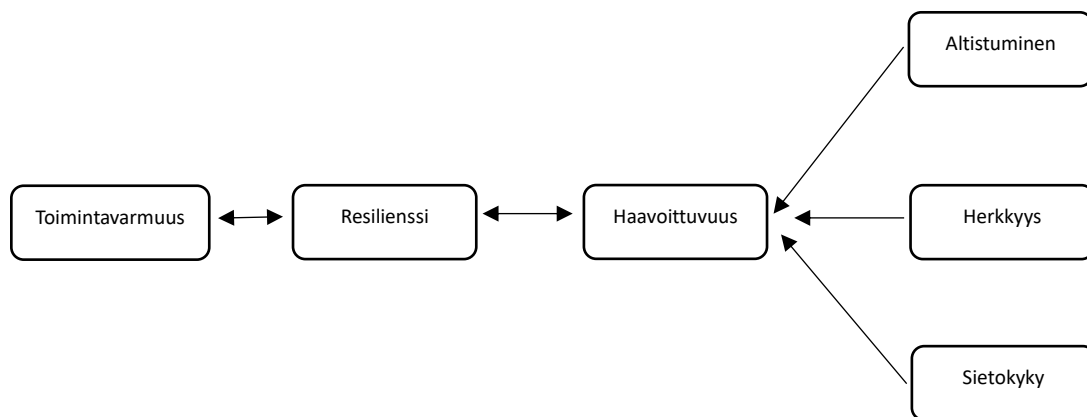 Altistuminen
Toimintavarmuus
Resilienssi
Haavoittuvuus
Herkkyys
Sietokyky